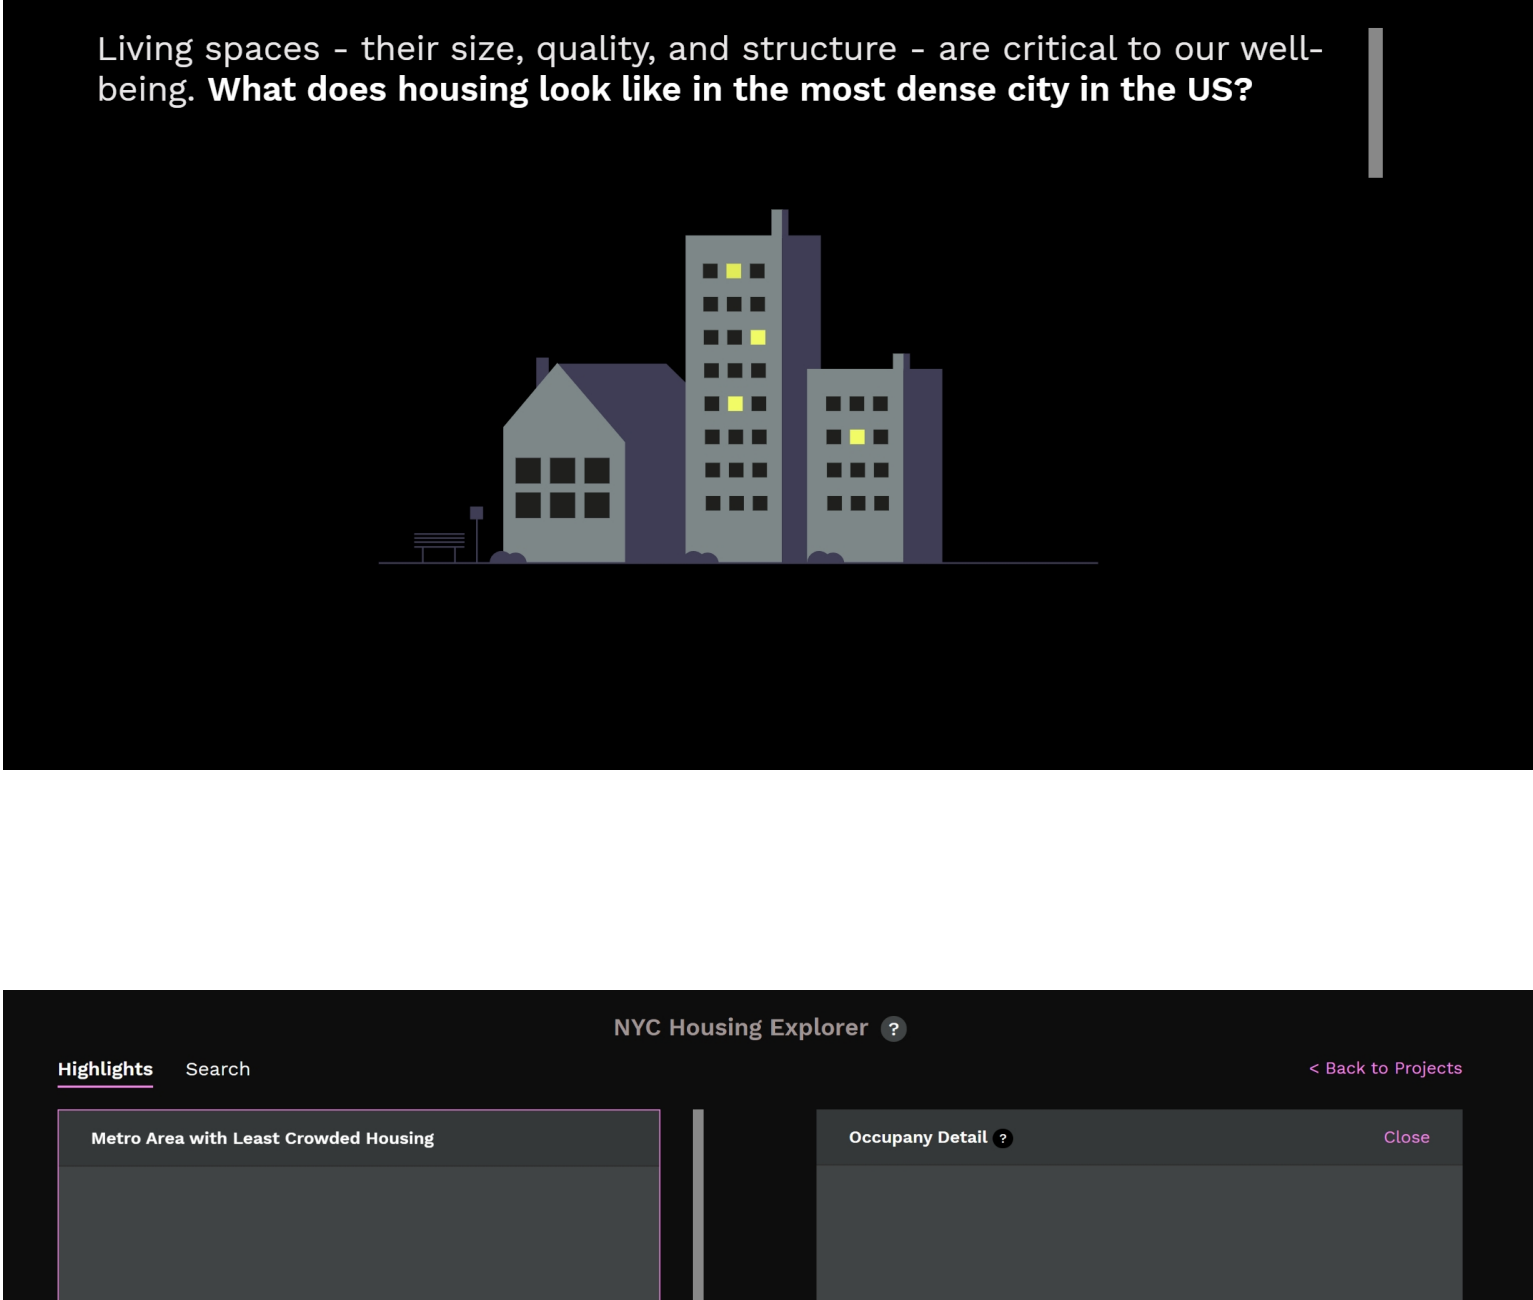 Living spaces - their size, quality, and structure - are critical to our well-
being. What does housing look like in the most dense city in the US?
NYC Housing Explorer ?
Highlights Search
< Back to Projects
Metro Area with Least Crowded Housing
Occupany Detail ?
Close